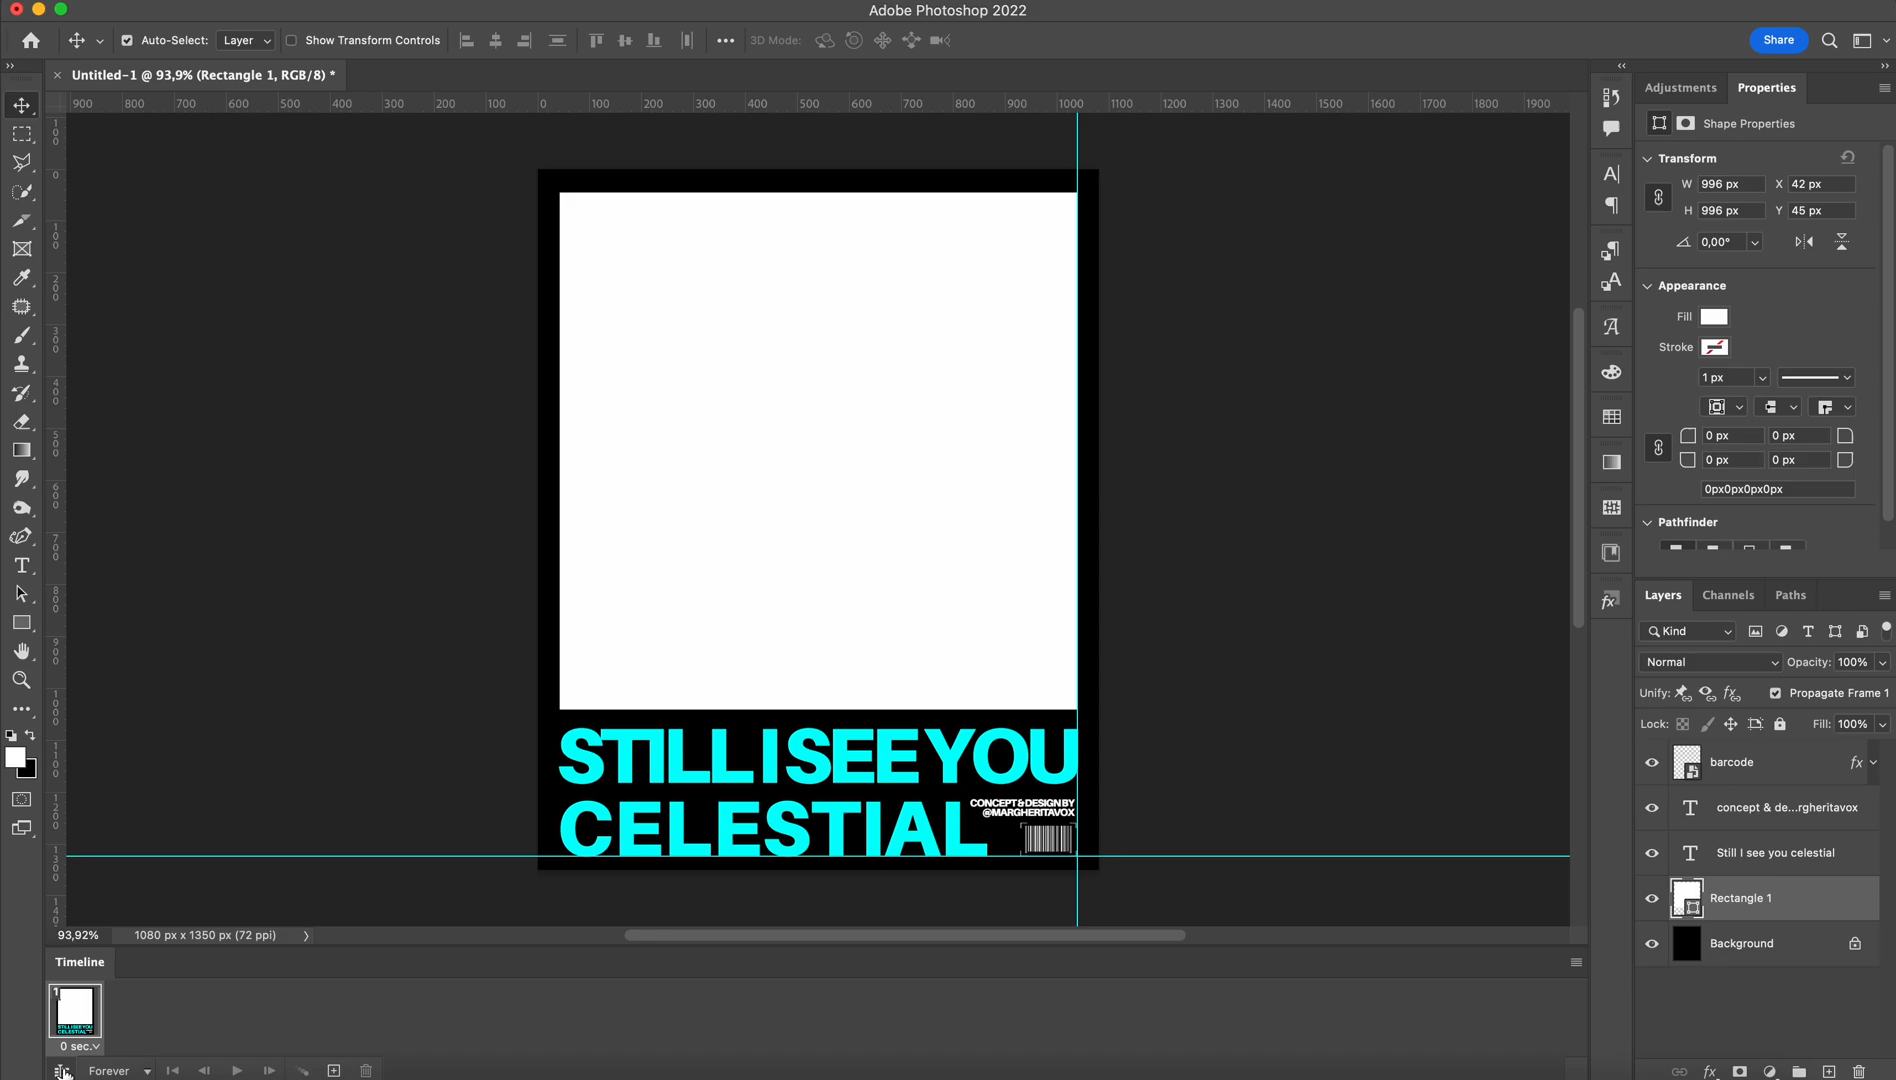 Adobe Photoshop 2022
Auto-Select: Layer Show Transform Controls 3D Mode: Share
Untitled-1 @ 93,9% (Rectangle 1, RGB/8) *
900 800 700 600 500 400 300 200 100 0 100 200 300 400 500 600 700 800 900 1000 1100 1200 1300 1400 1500 1600 1700 1800 1900
Adjustments Properties
Shape Properties
Transform
W 996 px X 42 px
H 996 px Y 45 px
0,00°
Appearance
Fill
Stroke
1 px
0 px 0 px
0 px 0 px
0px0px0px0px
Pathfinder
Layers Channels Paths
Kind
Normal Opacity: 100%
Unify: Propagate Frame 1
Lock: Fill: 100%
barcode fx
concept & de...rgheritavox
Still I see you celestial
Rectangle 1
Background
STILL I SEE YOU
CELESTIAL
CONCEPT & DESIGN BY
@MARGHERITAVOX
93,92% 1080 px x 1350 px (72 ppi)
Timeline
1
STILL I SEE YOU
CELESTIAL
0 sec.
Forever